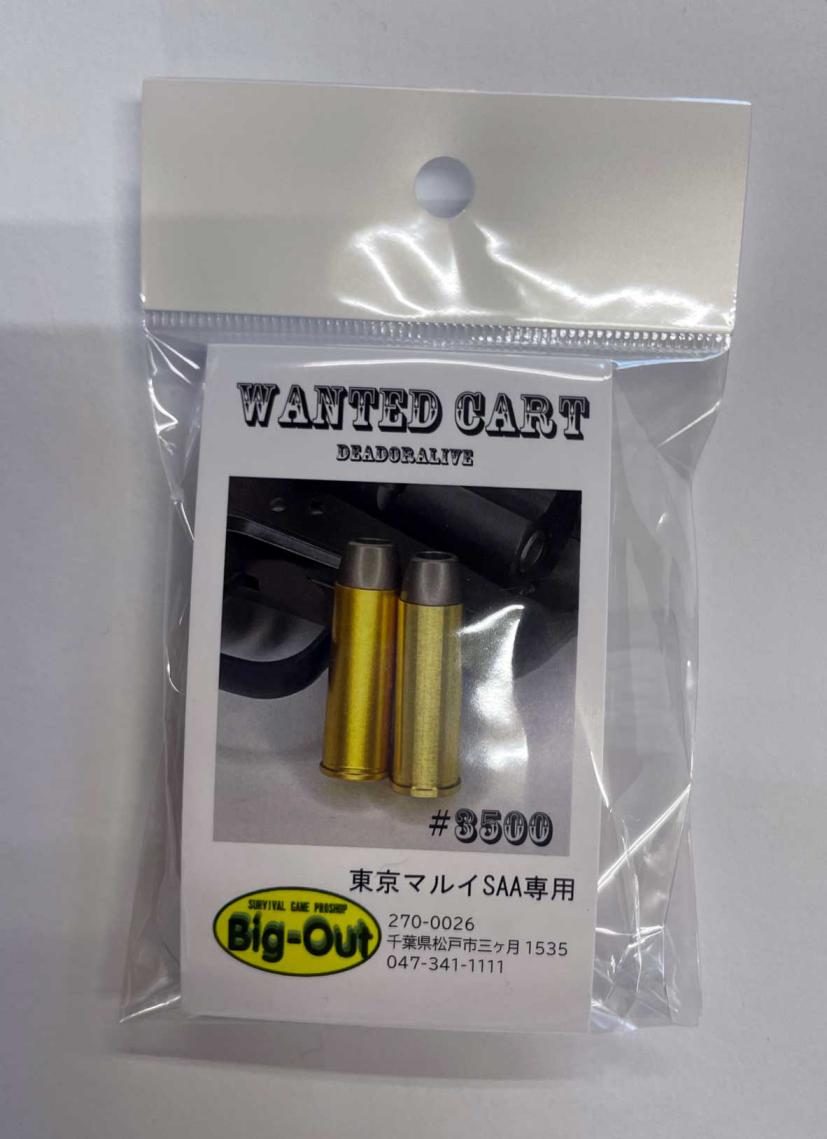 WANTED CART
DEADORALIVE
#3500
東京マルイSAA専用
SURVIVAL GAME PROSHOP
Big-Out
270-0026
千葉県松戸市三ヶ月1535
047-341-1111